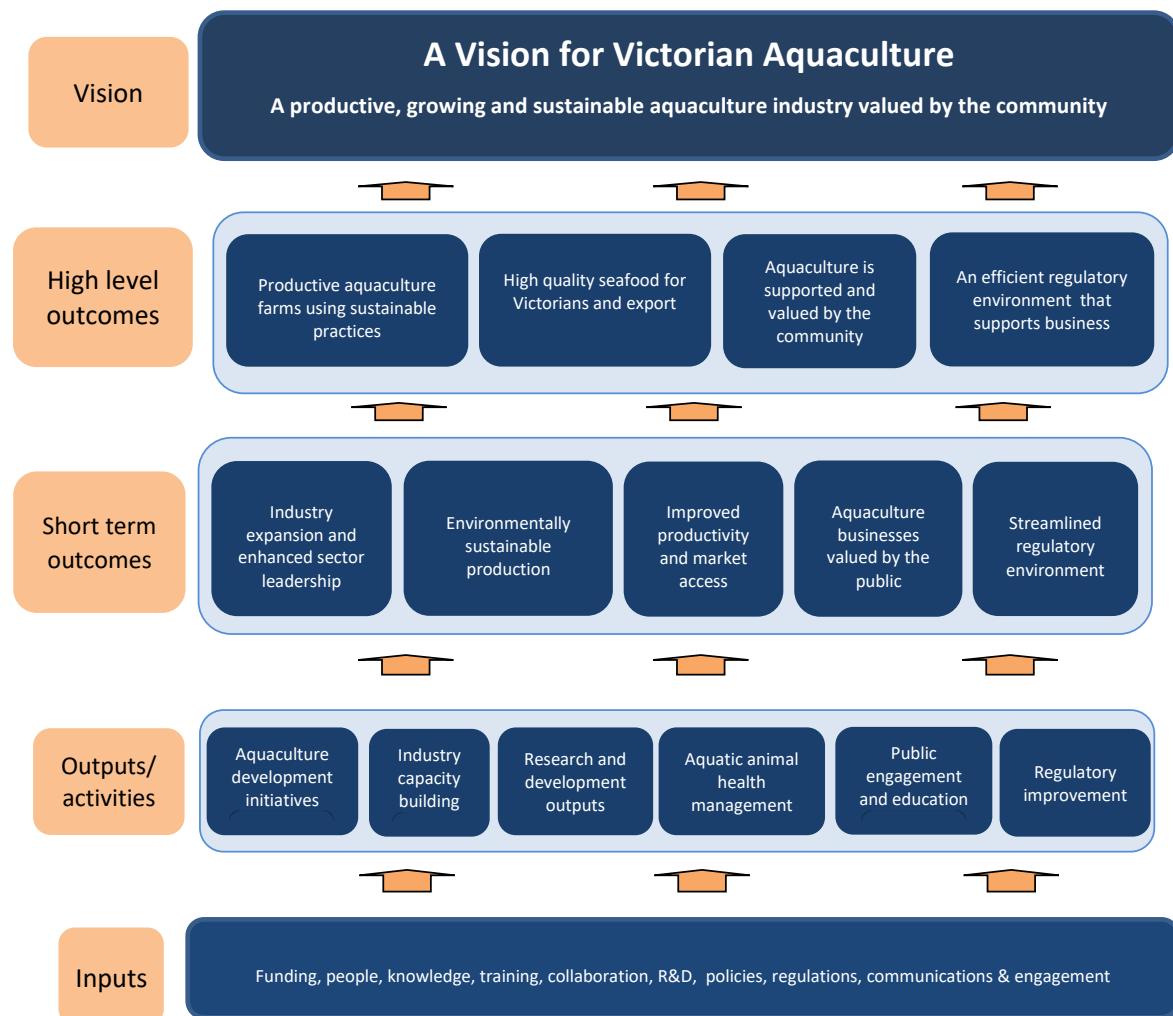 Vision
A Vision for Victorian Aquaculture
A productive, growing and sustainable aquaculture industry valued by the community
High level
outcomes
Productive aquaculture
farms using sustainable
practices
High quality seafood for
Victorians and export
Aquaculture is
supported and
valued by the
community
An efficient regulatory
environment that
supports business
Short term
outcomes
Industry
expansion and
enhanced sector
leadership
Environmentally
sustainable
production
Improved
productivity
and market
access
Aquaculture
businesses
valued by the
public
Streamlined
regulatory
environment
Outputs/
activities
Aquaculture
development
initiatives
Industry
capacity
building
Research and
development
outputs
Aquatic animal
health
management
Public
engagement
and education
Regulatory
improvement
Inputs
Funding, people, knowledge, training, collaboration, R&D, policies, regulations, communications & engagement